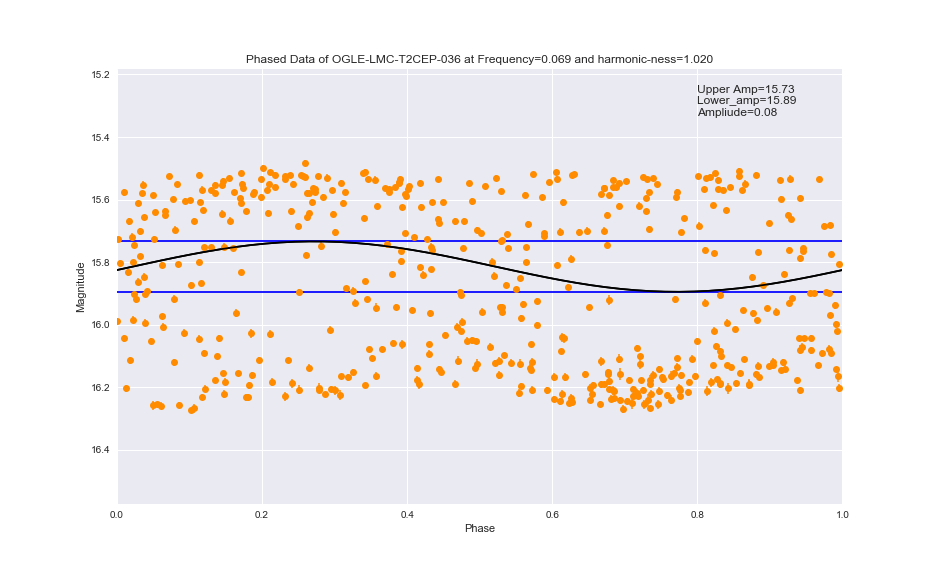 Phased Data of OGLE-LMC-T2CEP-036 at Frequency=0.069 and harmonic-ness=1.020
Upper Amp=15.73
Lower_amp=15.89
Ampliude=0.08
15.2
15.4
15.6
15.8
16.0
16.2
16.4
Magnitude
0.0
0.2
0.4
0.6
0.8
1.0
Phase